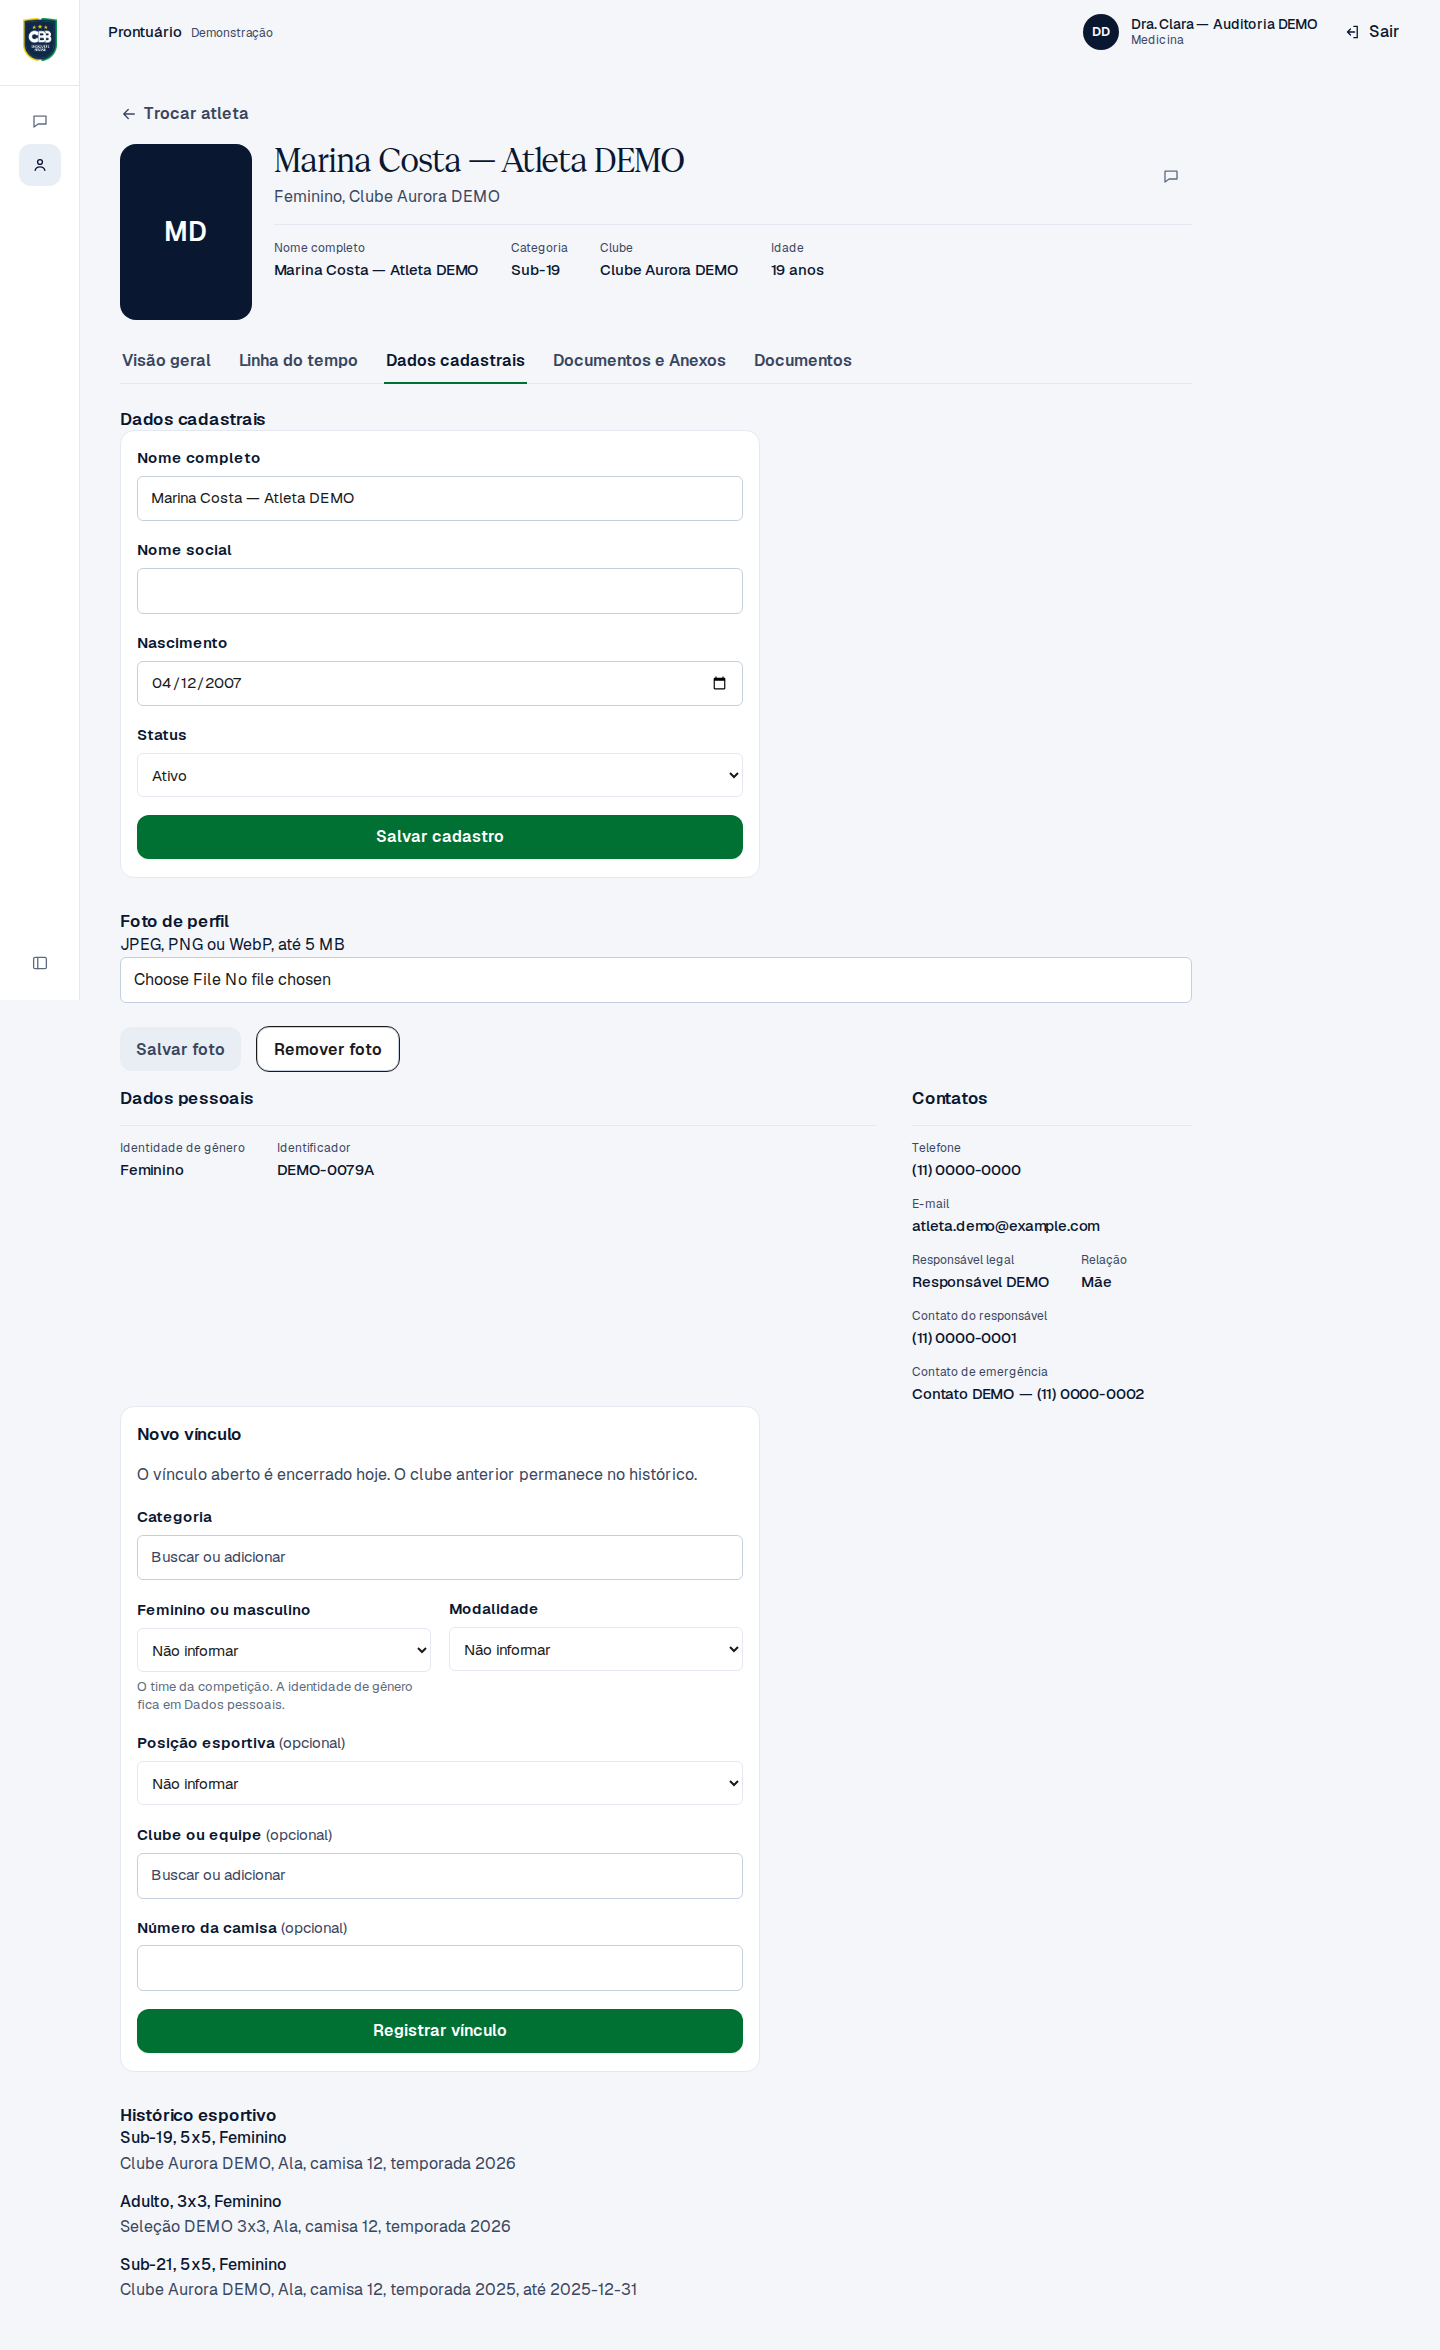 CBB
Prontuário Demonstração
DD
Dra. Clara — Auditoria DEMO
Medicina
Sair
Trocar atleta
MD
Marina Costa — Atleta DEMO
Feminino, Clube Aurora DEMO
Nome completo Categoria Clube Idade
Marina Costa — Atleta DEMO Sub-19 Clube Aurora DEMO 19 anos
Visão geral Linha do tempo Dados cadastrais Documentos e Anexos Documentos
Dados cadastrais
Nome completo
Marina Costa — Atleta DEMO
Nome social
Nascimento
04/12/2007
Status
Ativo
Salvar cadastro
Foto de perfil
JPEG, PNG ou WebP, até 5 MB
Choose File No file chosen
Salvar foto Remover foto
Dados pessoais
Identidade de gênero Identificador
Feminino DEMO-0079A
Contatos
Telefone
(11) 0000-0000
E-mail
atleta.demo@example.com
Responsável legal Relação
Responsável DEMO Mãe
Contato do responsável
(11) 0000-0001
Contato de emergência
Contato DEMO — (11) 0000-0002
Novo vínculo
O vínculo aberto é encerrado hoje. O clube anterior permanece no histórico.
Categoria
Buscar ou adicionar
Feminino ou masculino Modalidade
Não informar Não informar
O time da competição. A identidade de gênero
fica em Dados pessoais.
Posição esportiva (opcional)
Não informar
Clube ou equipe (opcional)
Buscar ou adicionar
Número da camisa (opcional)
Registrar vínculo
Histórico esportivo
Sub-19, 5x5, Feminino
Clube Aurora DEMO, Ala, camisa 12, temporada 2026
Adulto, 3x3, Feminino
Seleção DEMO 3x3, Ala, camisa 12, temporada 2026
Sub-21, 5x5, Feminino
Clube Aurora DEMO, Ala, camisa 12, temporada 2025, até 2025-12-31